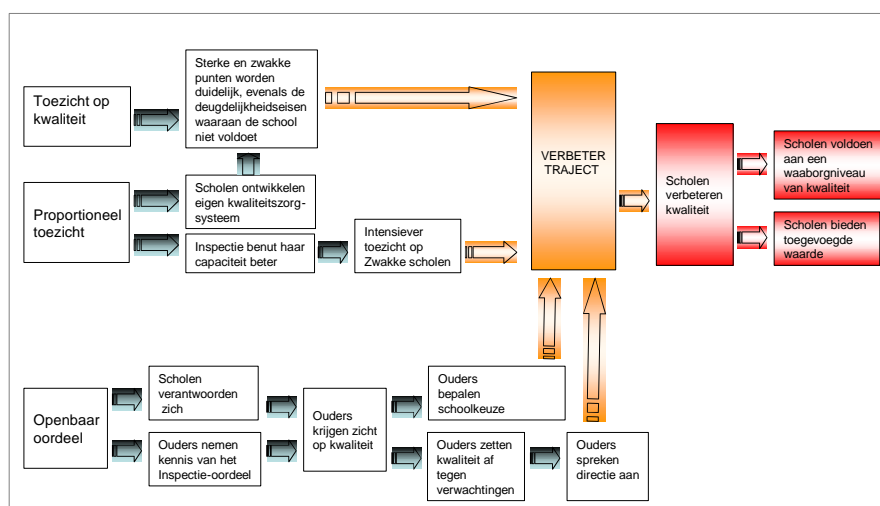 Toezicht op
kwaliteit
Sterke en zwakke
punten worden
duidelijk, evenals de
deugdelijkheidseisen
waaraan de school
niet voldoet
Proportioneel
toezicht
Scholen ontwikkelen
eigen kwaliteitszorg-
systeem
Inspectie benut haar
capaciteit beter
Intensiever
toezicht op
Zwakke scholen
VERBETER
TRAJECT
Scholen
verbeteren
kwaliteit
Scholen voldoen
aan een
waaborgniveau
van kwaliteit
Scholen bieden
toegevoegde
waarde
Openbaar
oordeel
Scholen
verantwoorden
zich
Ouders nemen
kennis van het
Inspectie-oordeel
Ouders
krijgen zicht
op kwaliteit
Ouders
bepalen
schoolkeuze
Ouders zetten
kwaliteit af
tegen
verwachtingen
Ouders
spreken
directie aan